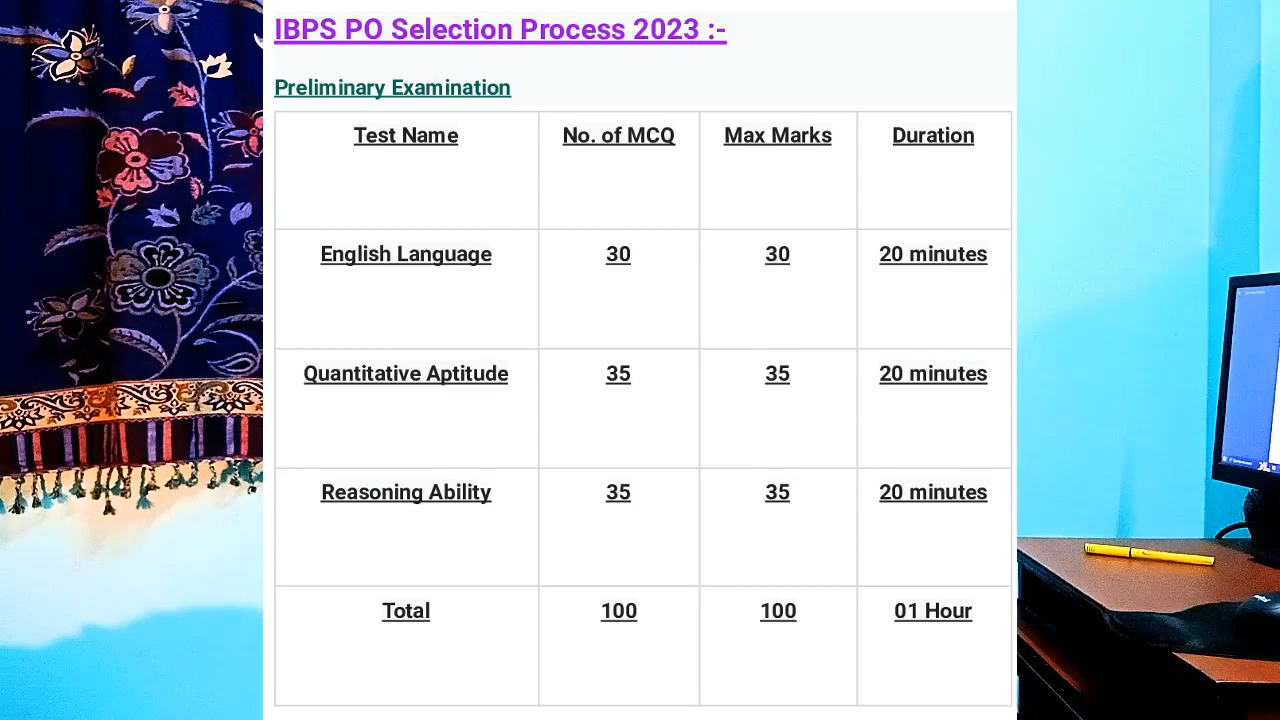 IBPS PO Selection Process 2023 :-
Preliminary Examination
Test Name No. of MCQ Max Marks Duration
English Language 30 30 20 minutes
Quantitative Aptitude 35 35 20 minutes
Reasoning Ability 35 35 20 minutes
Total 100 100 01 Hour